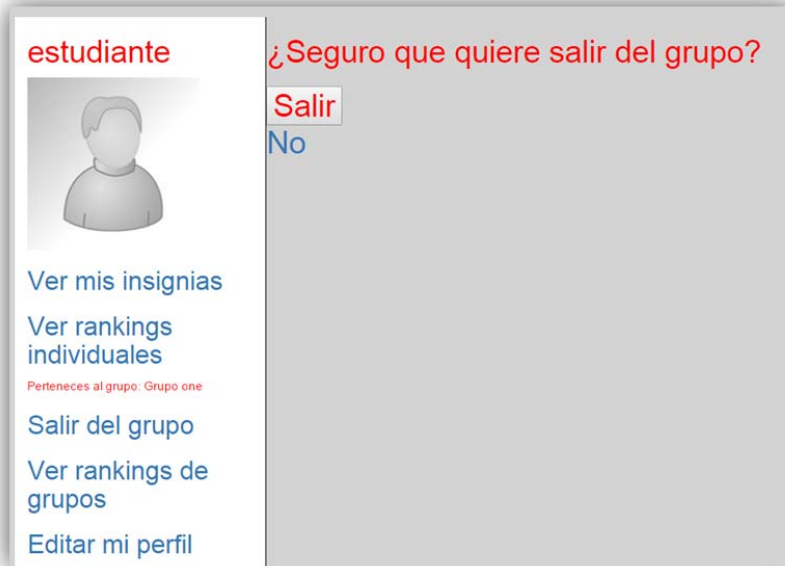 estudiante
¿Seguro que quiere salir del grupo?
Salir
No
Ver mis insignias
Ver rankings
individuales
Perteneces al grupo: Grupo one
Salir del grupo
Ver rankings de
grupos
Editar mi perfil